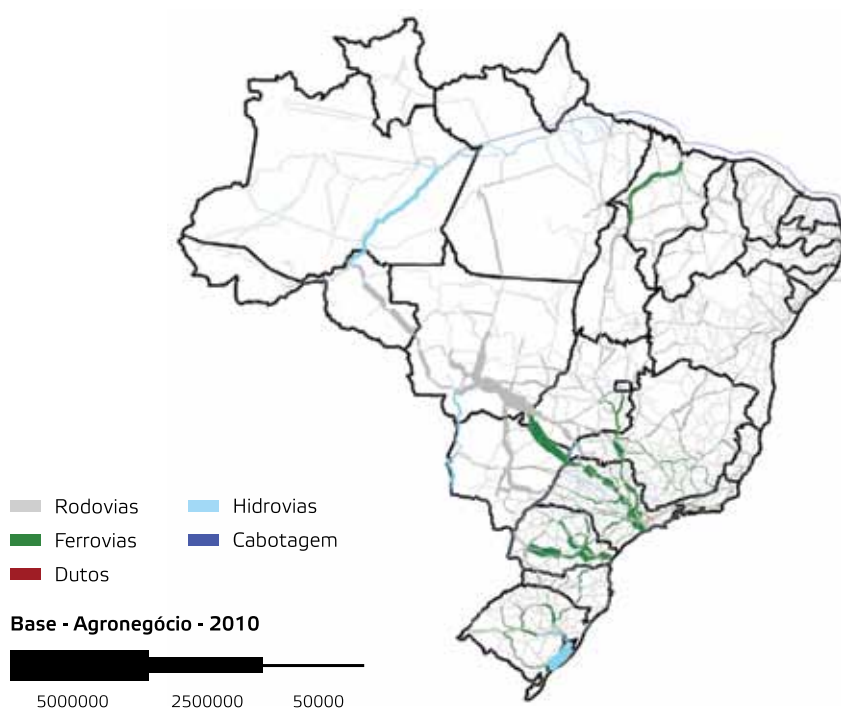 Rodovias
Hidrovias
Ferrovias
Cabotagem
Dutos
Base - Agronegócio - 2010
5000000 2500000 50000